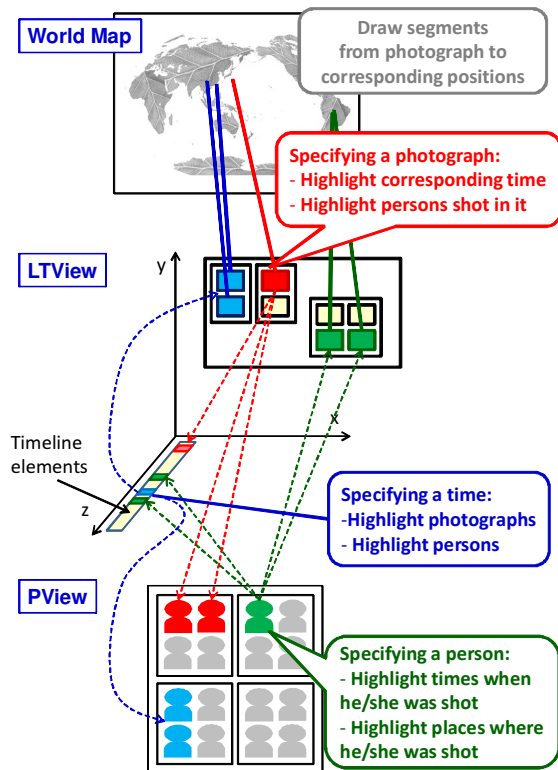 World Map
Draw segments
from photograph to
corresponding positions
Specifying a photograph:
- Highlight corresponding time
- Highlight persons shot in it
LTView
y
x
Timeline
elements
z
Specifying a time:
-Highlight photographs
- Highlight persons
PView
Specifying a person:
- Highlight times when
he/she was shot
- Highlight places where
he/she was shot